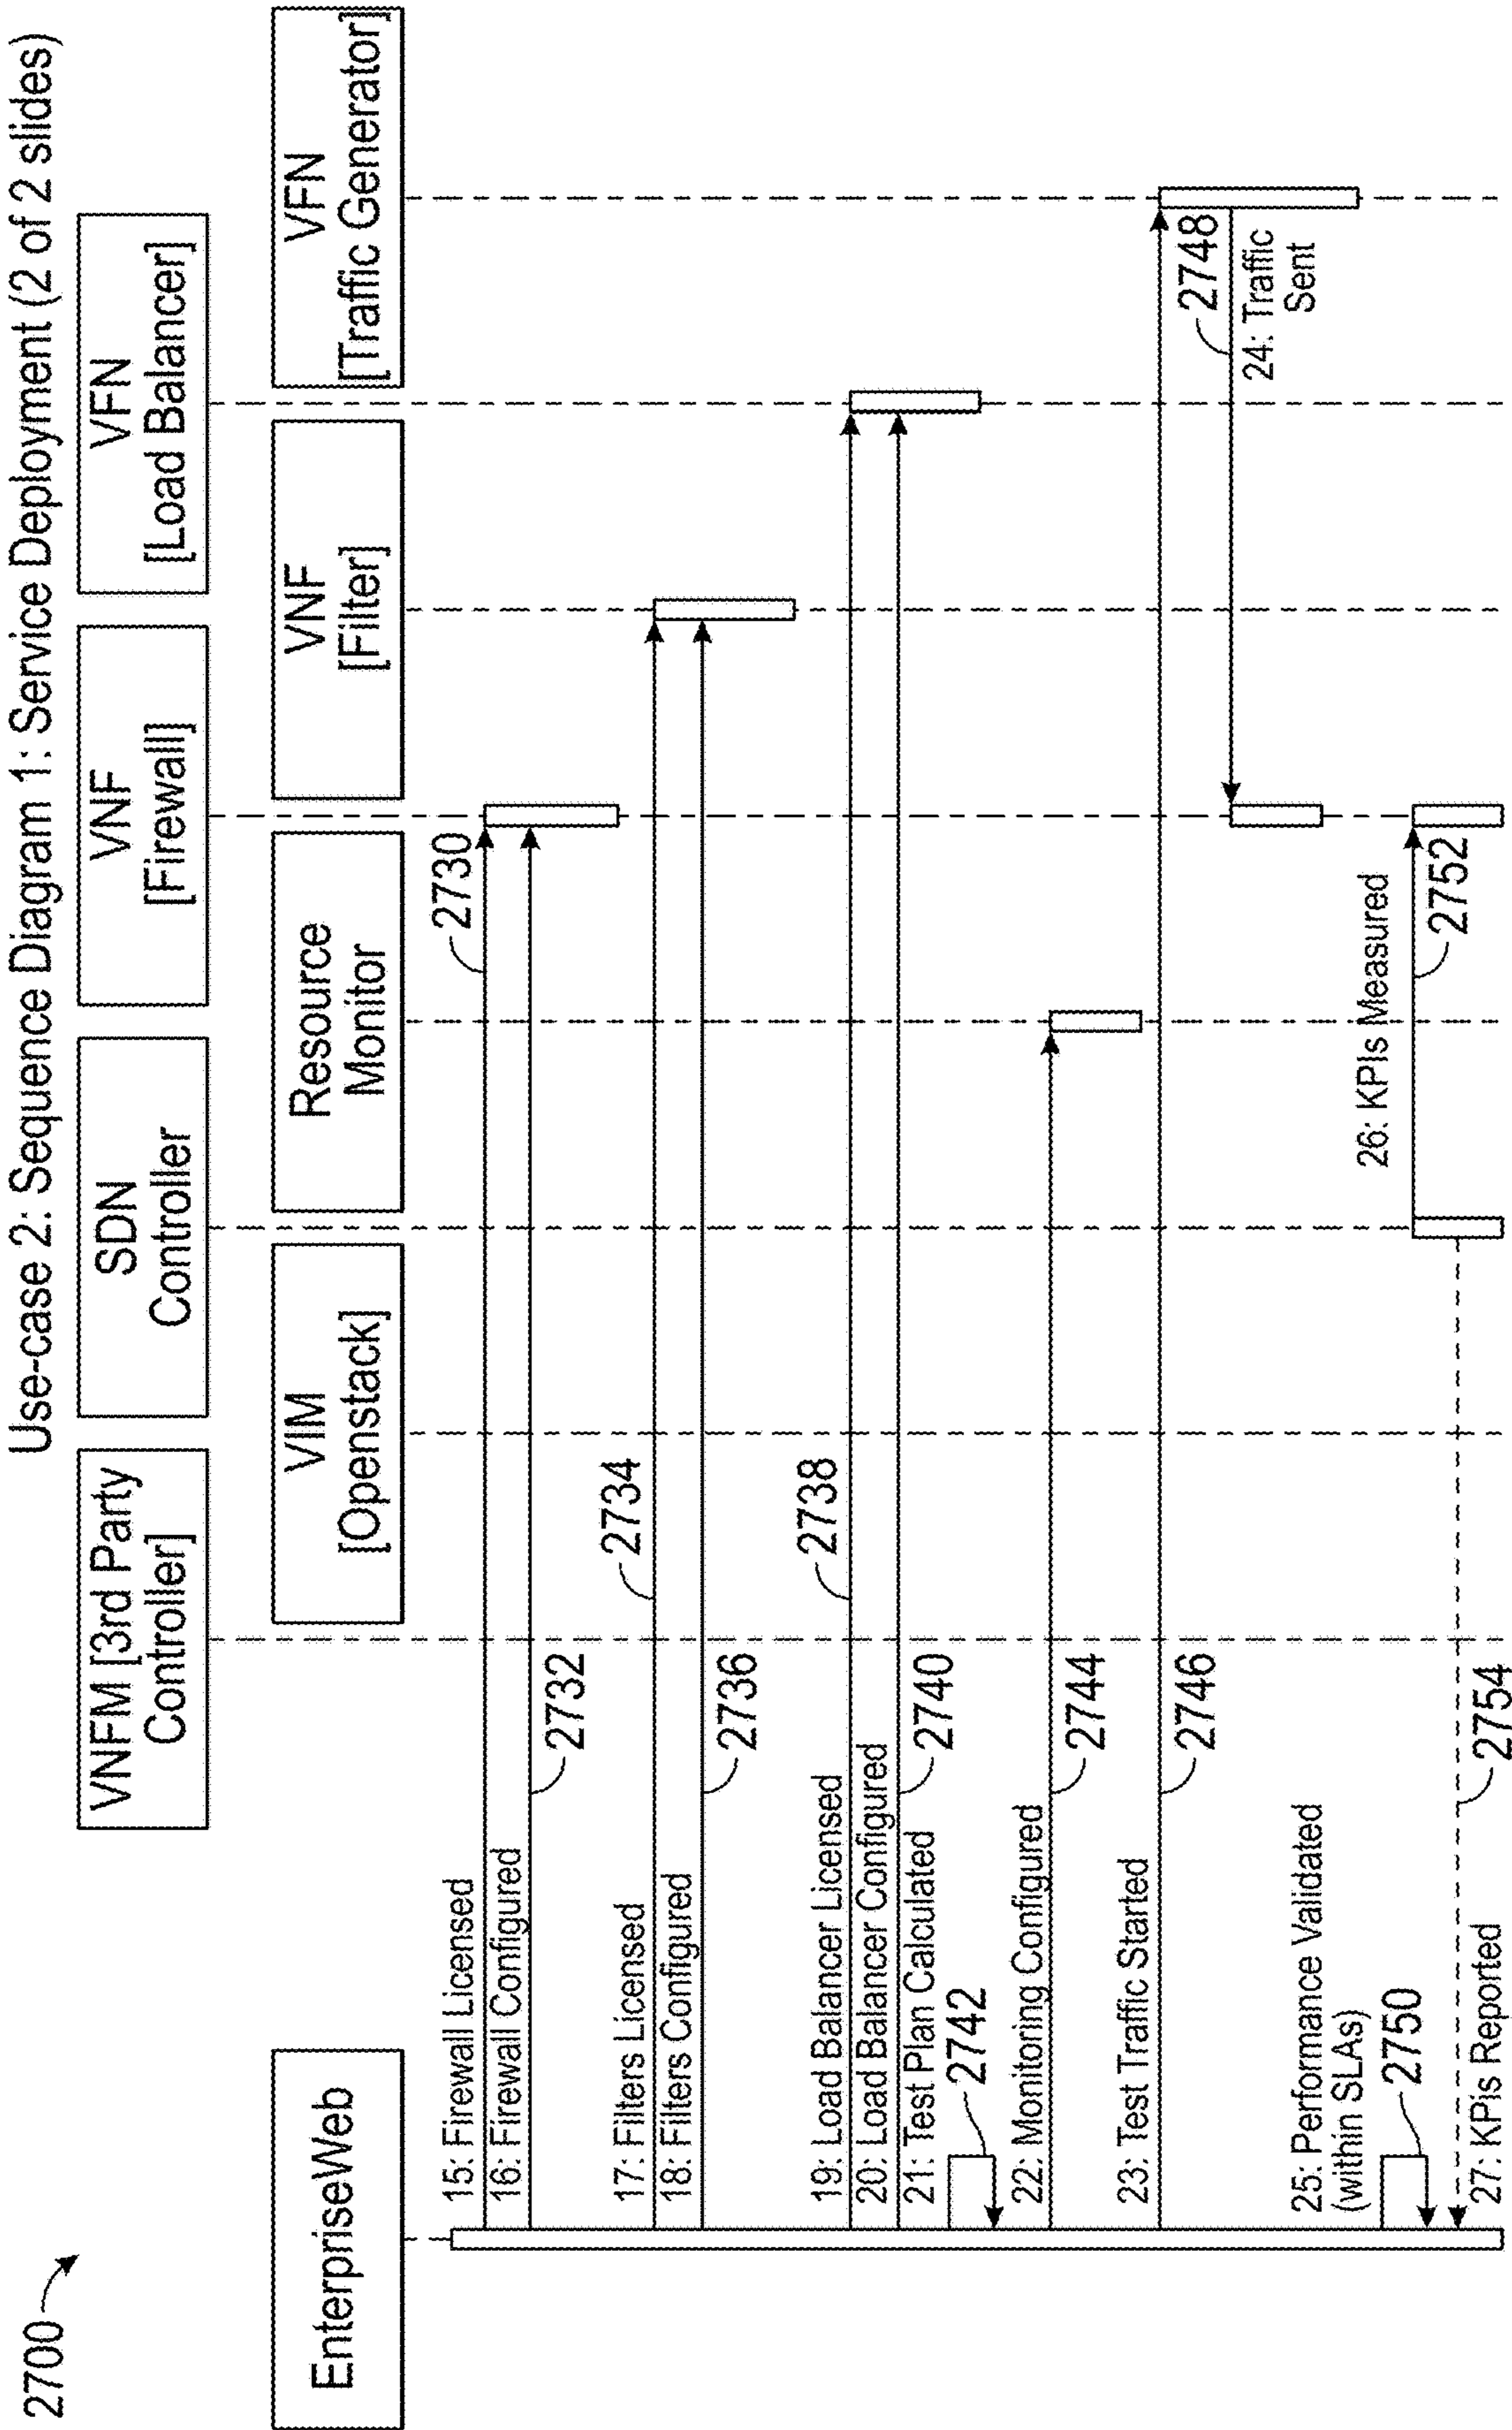 2700
Use-case 2: Sequence Diagram 1: Service Deployment (2 of 2 slides)
VNFM [3rd Party
Controller]
SDN
Controller
VNF
[Firewall]
VFN
[Load Balancer]
EnterpriseWeb
VIM
[Openstack]
Resource
Monitor
VNF
[Filter]
VFN
[Traffic Generator]
15: Firewall Licensed
2730
16: Firewall Configured
2732
17: Filters Licensed
2734
18: Filters Configured
2736
19: Load Balancer Licensed
2738
20: Load Balancer Configured
21: Test Plan Calculated
2740
2742
22: Monitoring Configured
2744
23: Test Traffic Started
2746
2748
24: Traffic
Sent
25: Performance Validated
(within SLAs)
2750
26: KPIs Measured
2752
27: KPIs Reported
2754